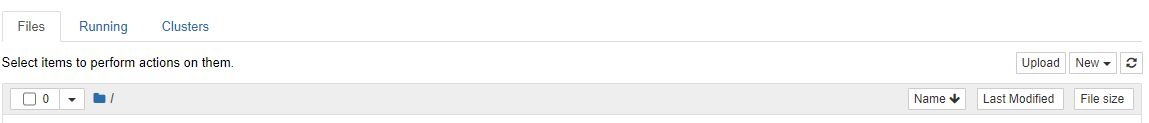 Files Running Clusters
Select items to perform actions on them. Upload New
0 / Name Last Modified File size